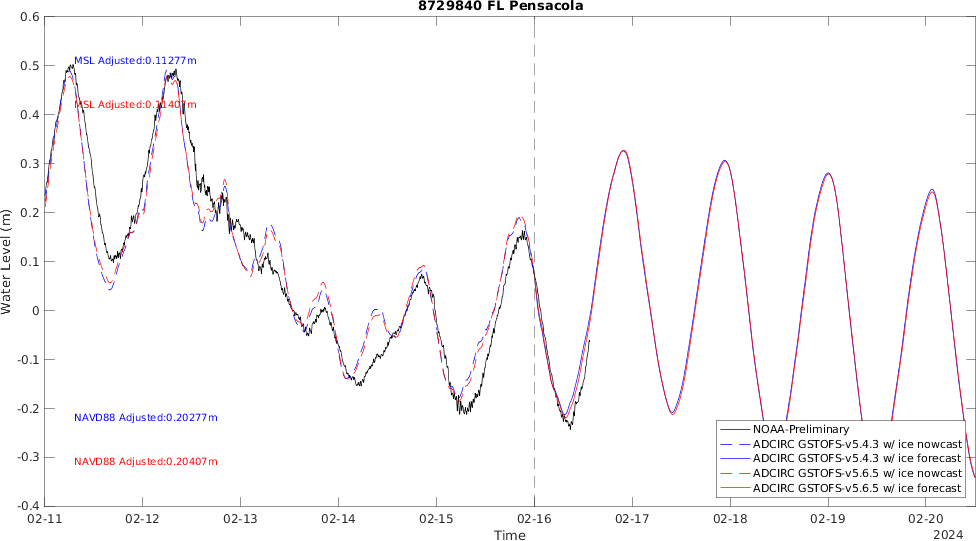 8729840 FL Pensacola
0.6
0.5
0.4
0.3
0.2
0.1
0
-0.1
-0.2
-0.3
-0.4
Water Level (m)
MSL Adjusted:0.11277m
MSL Adjusted:0.11407m
NAVD88 Adjusted:0.20277m
NAVD88 Adjusted:0.20407m
NOAA-Preliminary
ADCIRC GSTOFS-v5.4.3 w/ ice nowcast
ADCIRC GSTOFS-v5.4.3 w/ ice forecast
ADCIRC GSTOFS-v5.6.5 w/ ice nowcast
ADCIRC GSTOFS-v5.6.5 w/ ice forecast
02-11 02-12 02-13 02-14 02-15 02-16 02-17 02-18 02-19 02-20
Time
2024